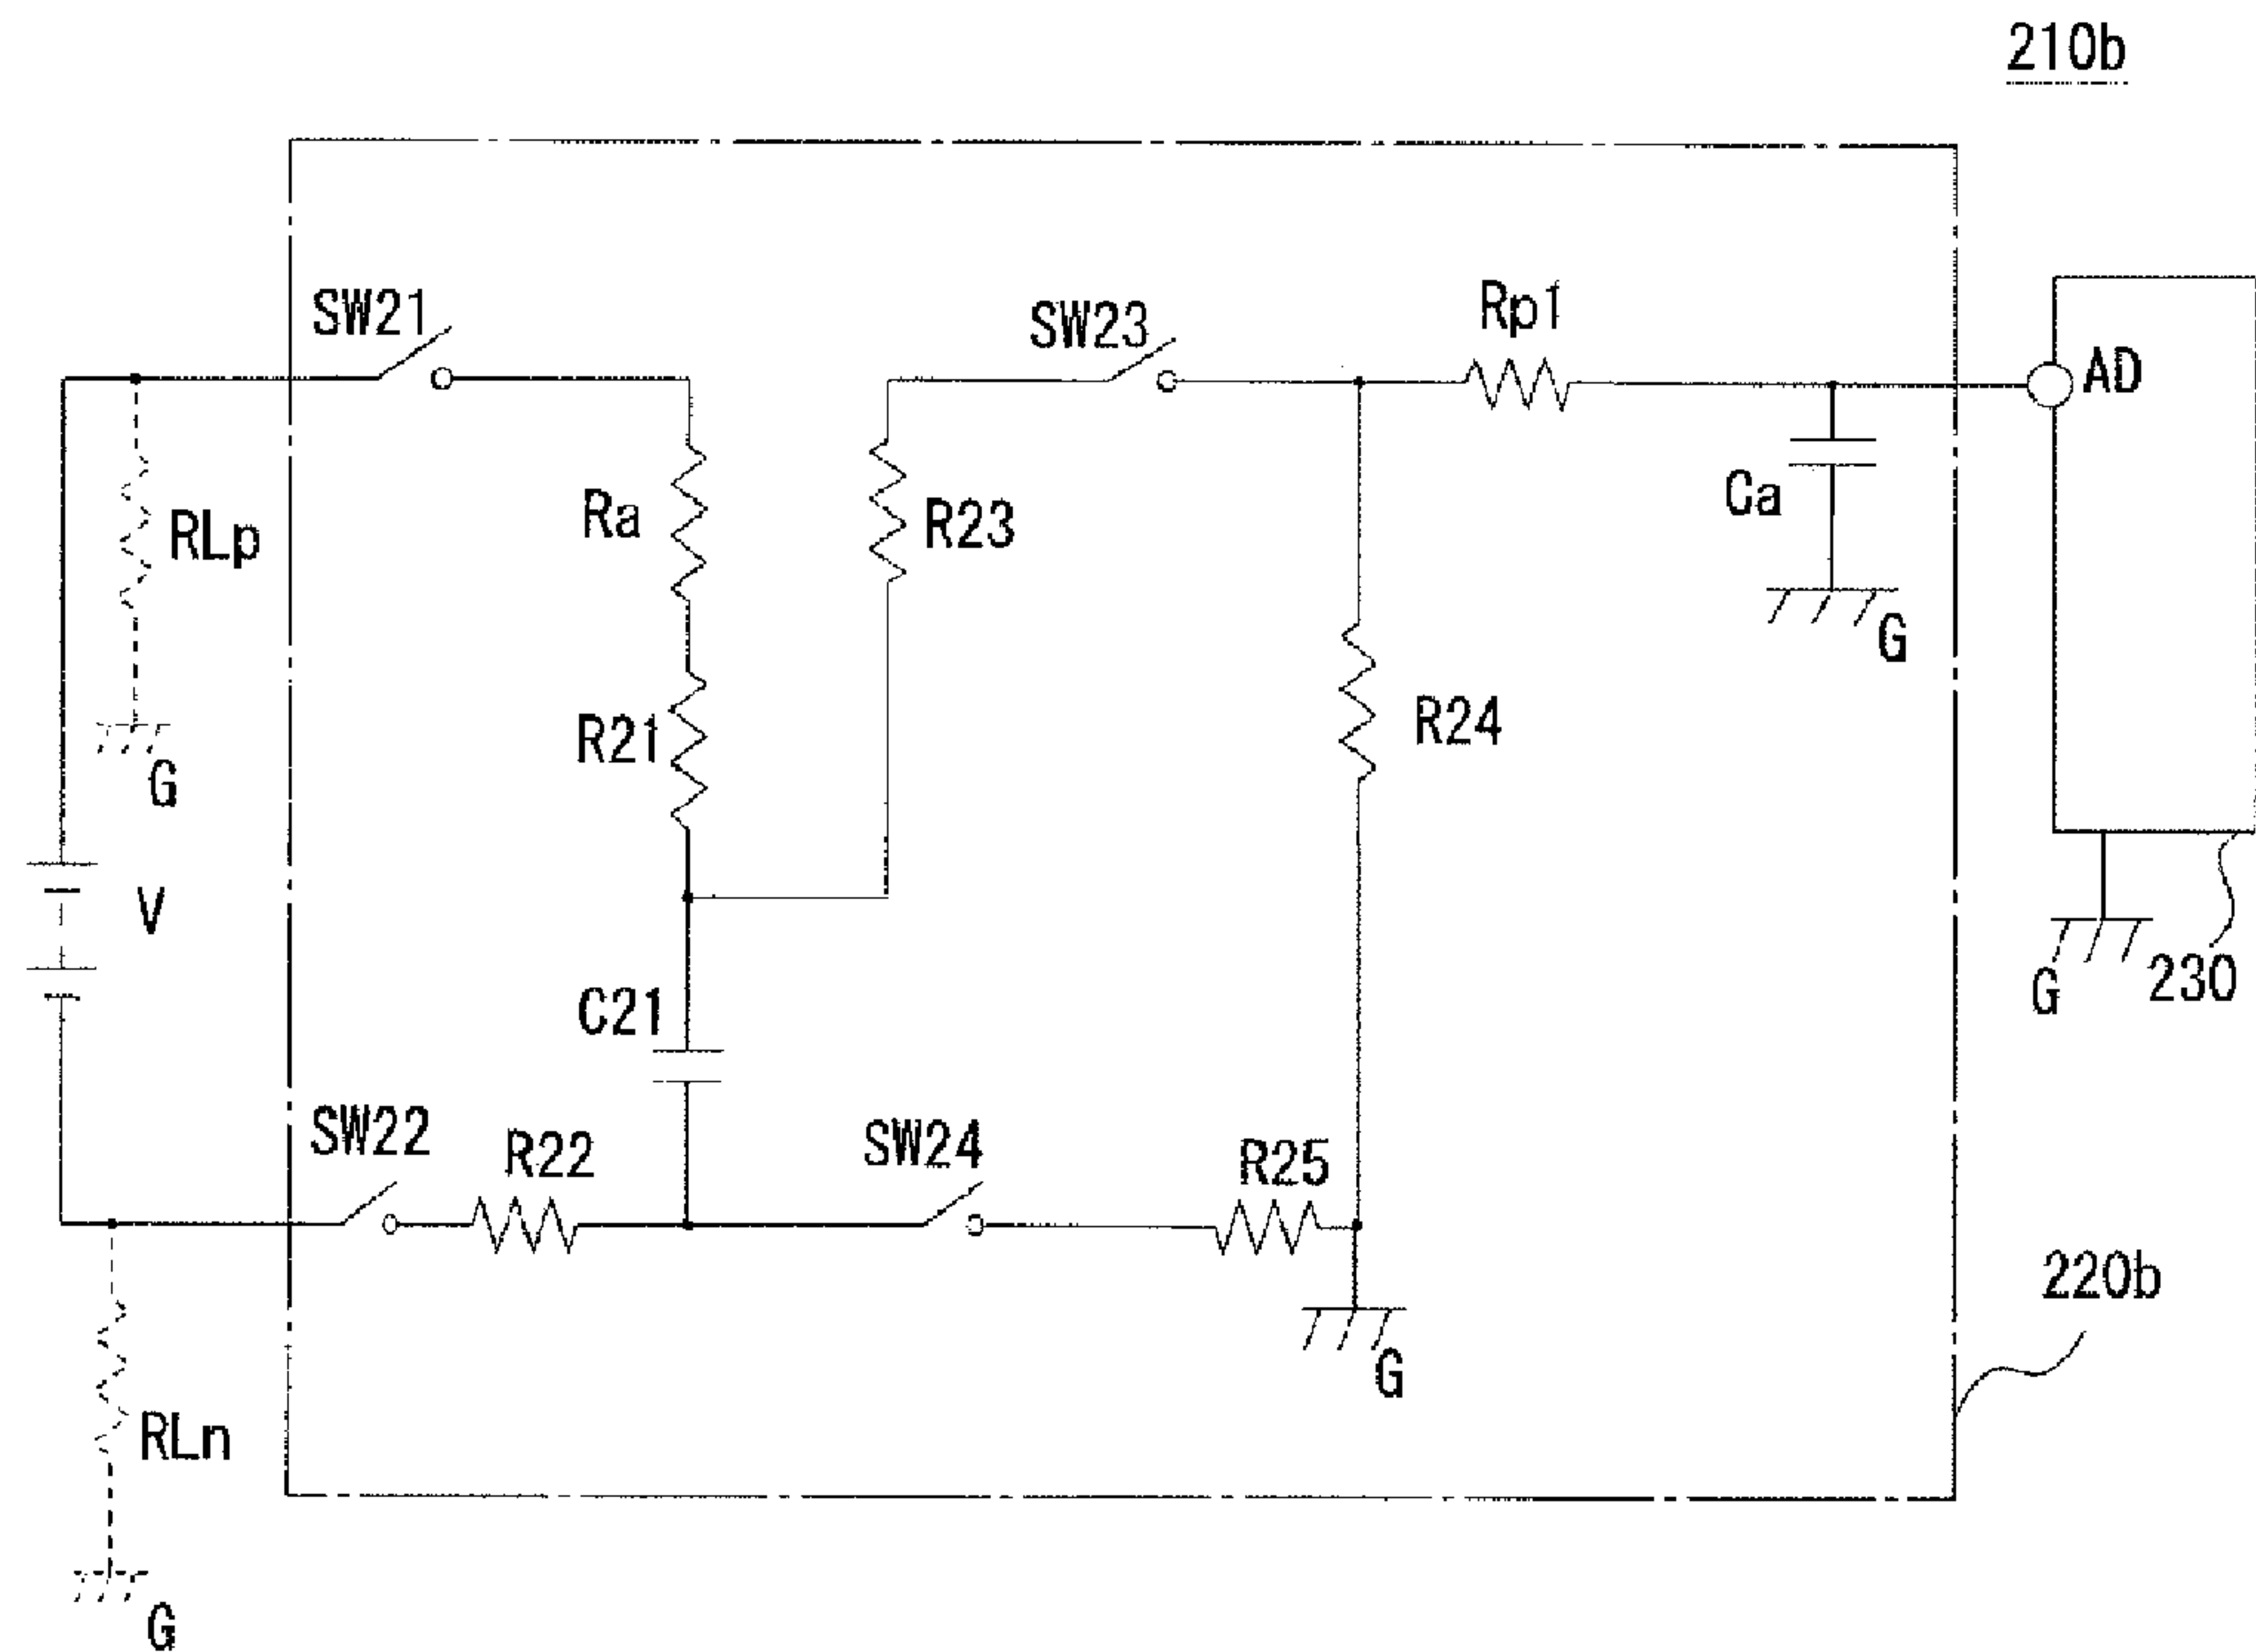 210b
SW21
SW23
Rp1
AD
RLp
Ra
R23
Ca
G
R21
R24
G
V
G
230
C21
SW22
R22
SW24
R25
220b
G
RLn
G